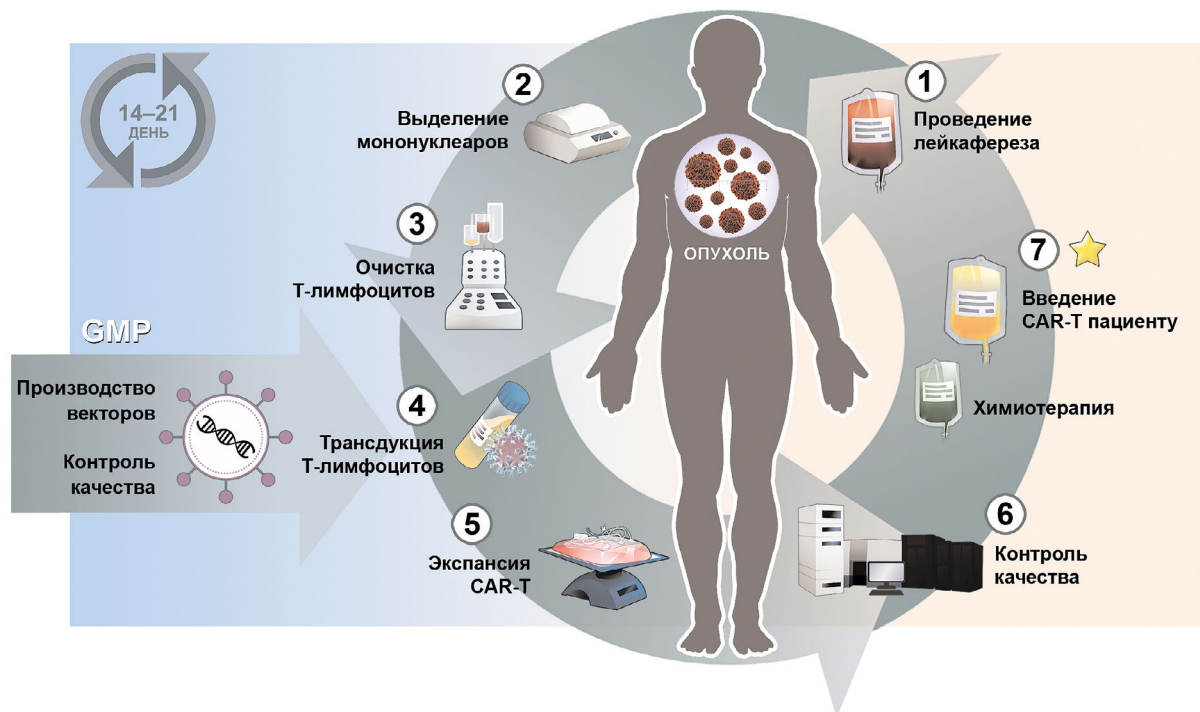 14–21
ДЕНЬ
1
Проведение
лейкафереза
2
Выделение
мононуклеаров
3
Очистка
Т-лимфоцитов
GMP
Производство
векторов
Контроль
качества
4
Трансдукция
Т-лимфоцитов
5
Экспансия
CAR-T
6
Контроль
качества
7
Введение
CAR-T пациенту
Химиотерапия
ОПУХОЛЬ